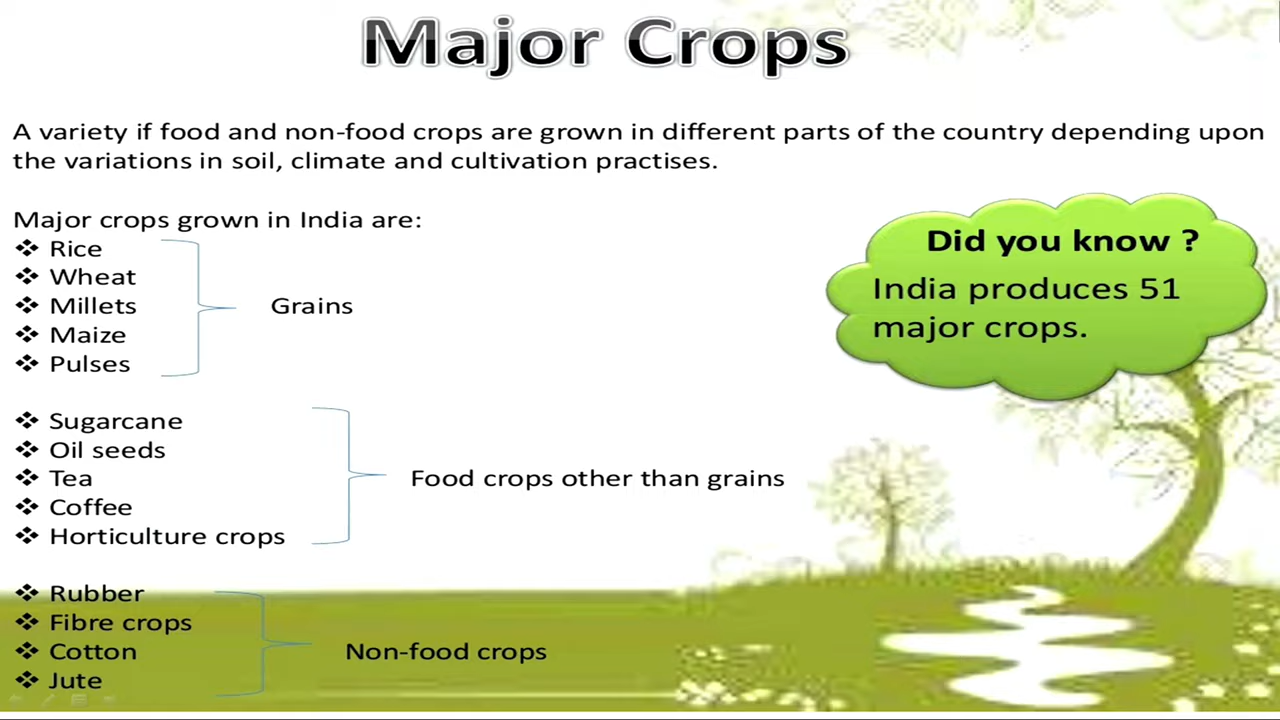 Major Crops
A variety if food and non-food crops are grown in different parts of the country depending upon
the variations in soil, climate and cultivation practises.
Major crops grown in India are:
❖ Rice
❖ Wheat
❖ Millets
❖ Maize
❖ Pulses
Grains
❖ Sugarcane
❖ Oil seeds
❖ Tea
❖ Coffee
❖ Horticulture crops
Food crops other than grains
❖ Rubber
❖ Fibre crops
❖ Cotton
❖ Jute
Non-food crops
Did you know ?
India produces 51
major crops.